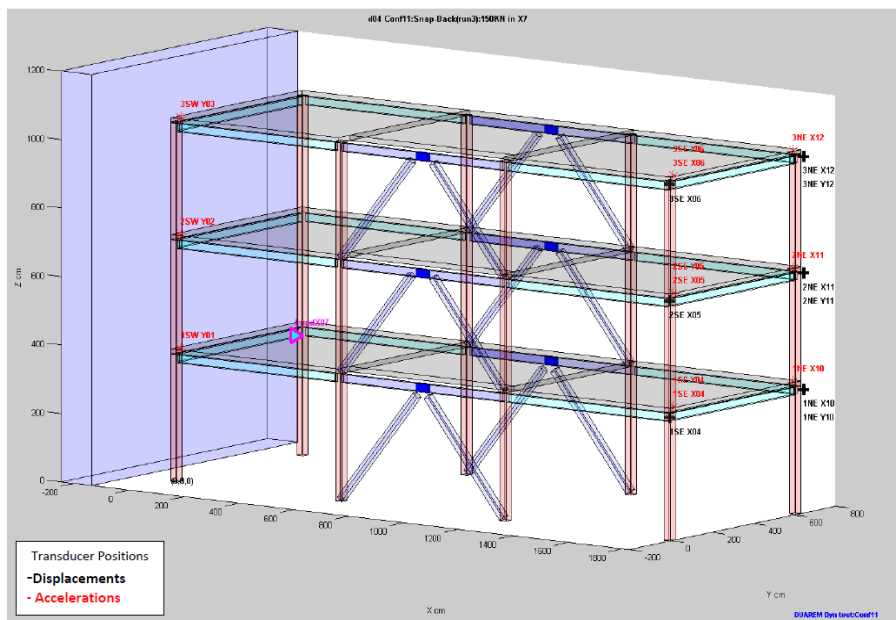 d04 Conf11:Snap-Back(run3):150KN in X7
1200
1000
800
600
400
200
0
Z cm
3SW Y03
2SW Y02
1SW Y01
(0,0,0)
3SE X06
3SE X06
2SE X05
2SE X05
1SE X04
1SE X04
3NE X12
3NE X12
3NE Y12
2NE X11
2NE X11
2NE Y11
1NE X10
1NE X10
1NE Y10
-200
0
200
400
600
800
1000
1200
1400
1600
1800
X cm
-200
0
200
400
600
800
Y cm
Transducer Positions
-Displacements
- Accelerations
DUAREM Dyn test:Conf11